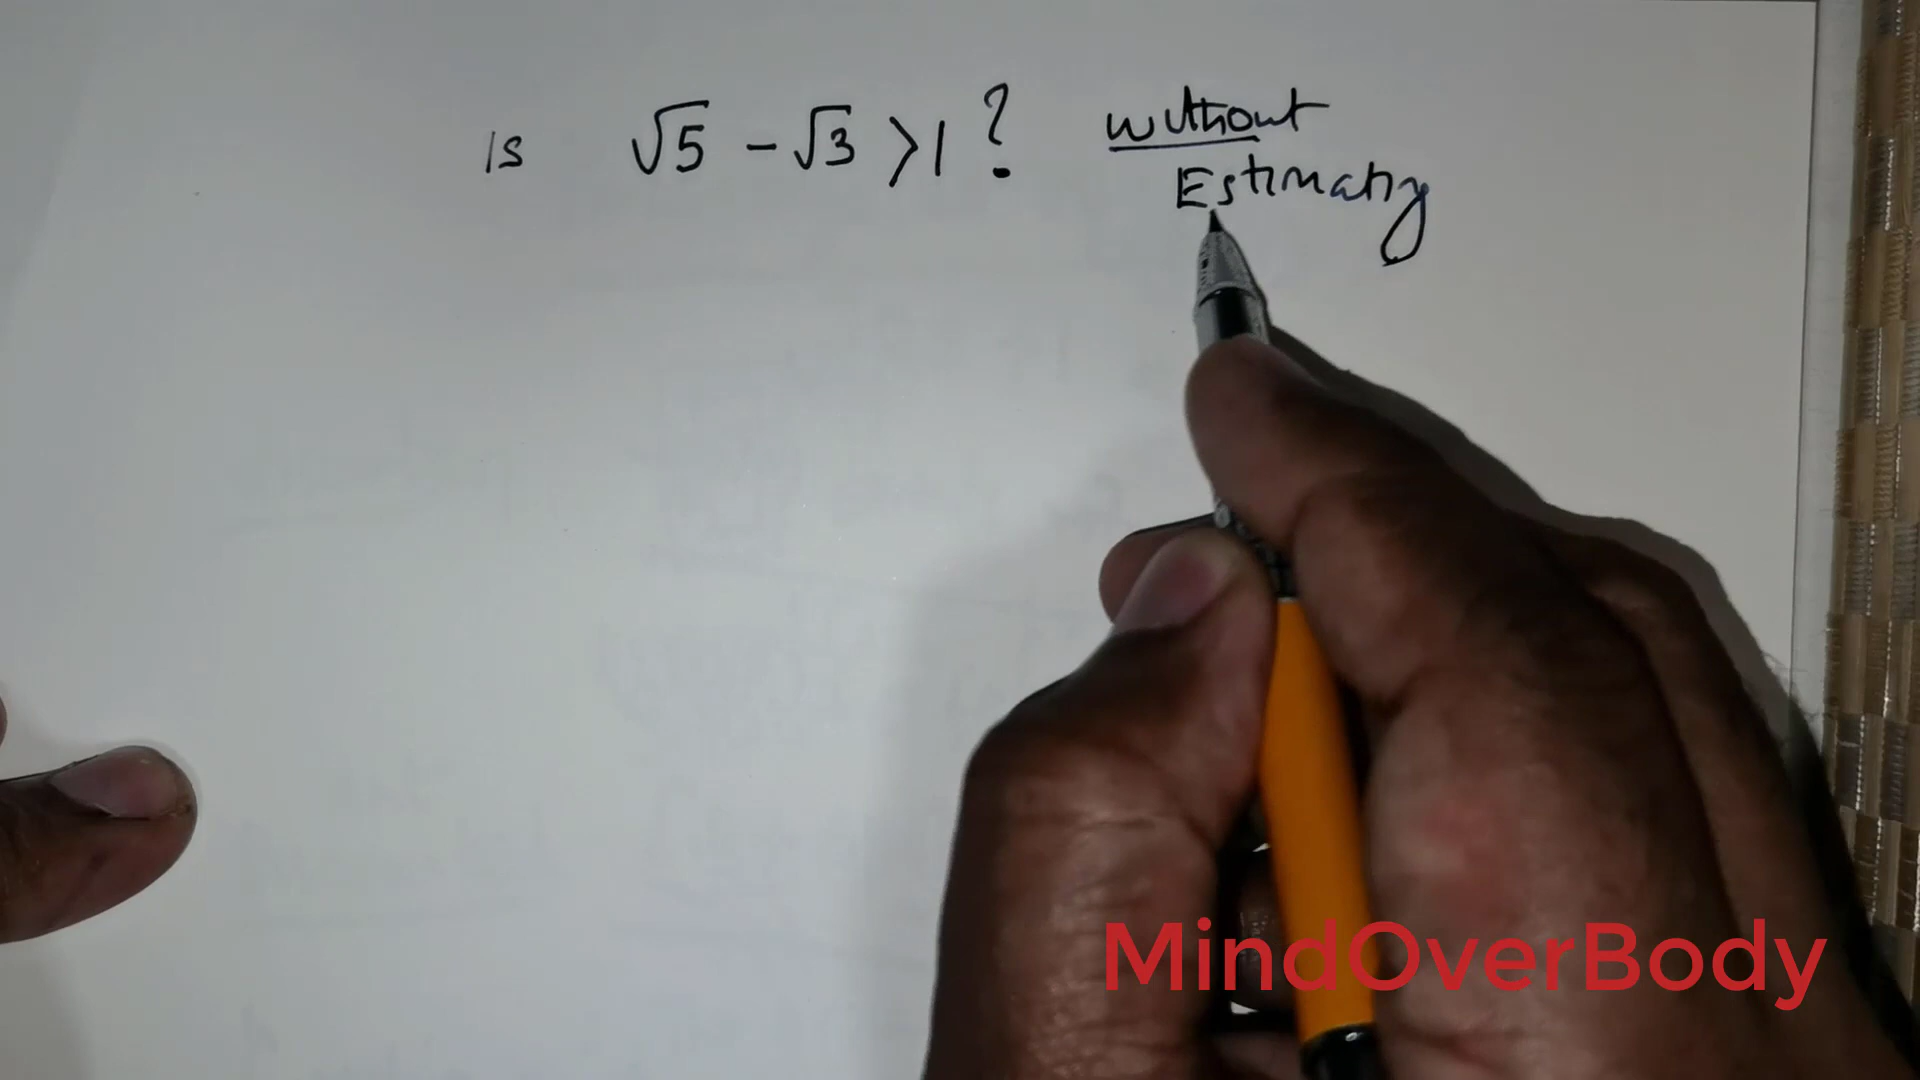 Is √5 - √3 > 1 ? without
Estimating
MindOverBody